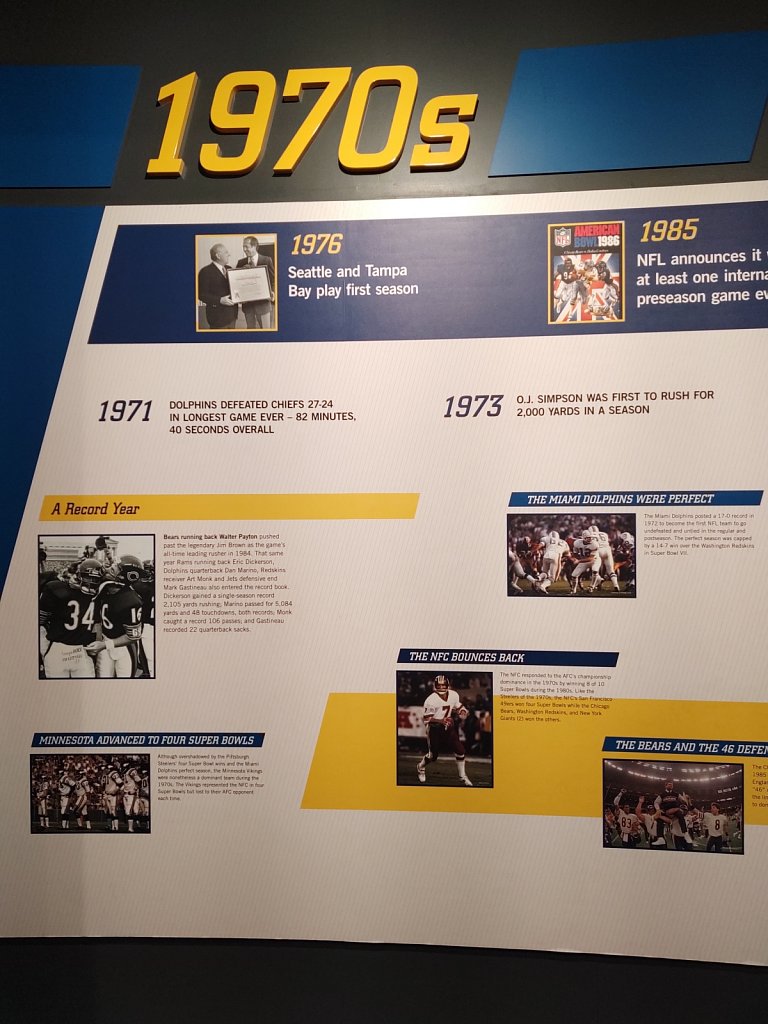 1970s
1976
Seattle and Tampa
Bay play first season
NFL
AMERICAN
BOWL 1986
1985
NFL announces it
at least one interna
preseason game ev
1971
DOLPHINS DEFEATED CHIEFS 27-24
IN LONGEST GAME EVER – 82 MINUTES,
40 SECONDS OVERALL
1973
O.J. SIMPSON WAS FIRST TO RUSH FOR
2,000 YARDS IN A SEASON
A Record Year
Bears running back Walter Payton pushed
past the legendary Jim Brown as the game's
all-time leading rusher in 1984. That same
year Rams running back Eric Dickerson,
Dolphins quarterback Dan Marino, Redskins
receiver Art Monk and Jets defensive end
Mark Gastineau also entered the record book.
Dickerson gained a single-season record
2,105 yards rushing; Marino passed for 5,084
yards and 48 touchdowns, both records; Monk
caught a record 106 passes; and Gastineau
recorded 22 quarterback sacks.
34
THE MIAMI DOLPHINS WERE PERFECT
The Miami Dolphins posted a 17-0 record in
1972 to become the first NFL team to go
undefeated and untied in the regular and
postseason. The perfect season was capped
by a 14-7 win over the Washington Redskins
in Super Bowl VII.
THE NFC BOUNCES BACK
The NFC responded to the AFC's championship
dominance in the 1970s by winning 8 of 10
Super Bowls during the 1980s. Like the
Steelers of the 1970s, the NFC's San Francisco
49ers won four Super Bowls while the Chicago
Bears, Washington Redskins, and New York
Giants (2) won the others.
7
MINNESOTA ADVANCED TO FOUR SUPER BOWLS
Although overshadowed by the Pittsburgh
Steelers' four Super Bowl wins and the Miami
Dolphins perfect season, the Minnesota Vikings
were nonetheless a dominant team during the
1970s. The Vikings represented the NFC in four
Super Bowls but lost to their AFC opponent
each time.
THE BEARS AND THE 46 DEFEN
The C
1985
Engla
"46"
the li
to do
83
8